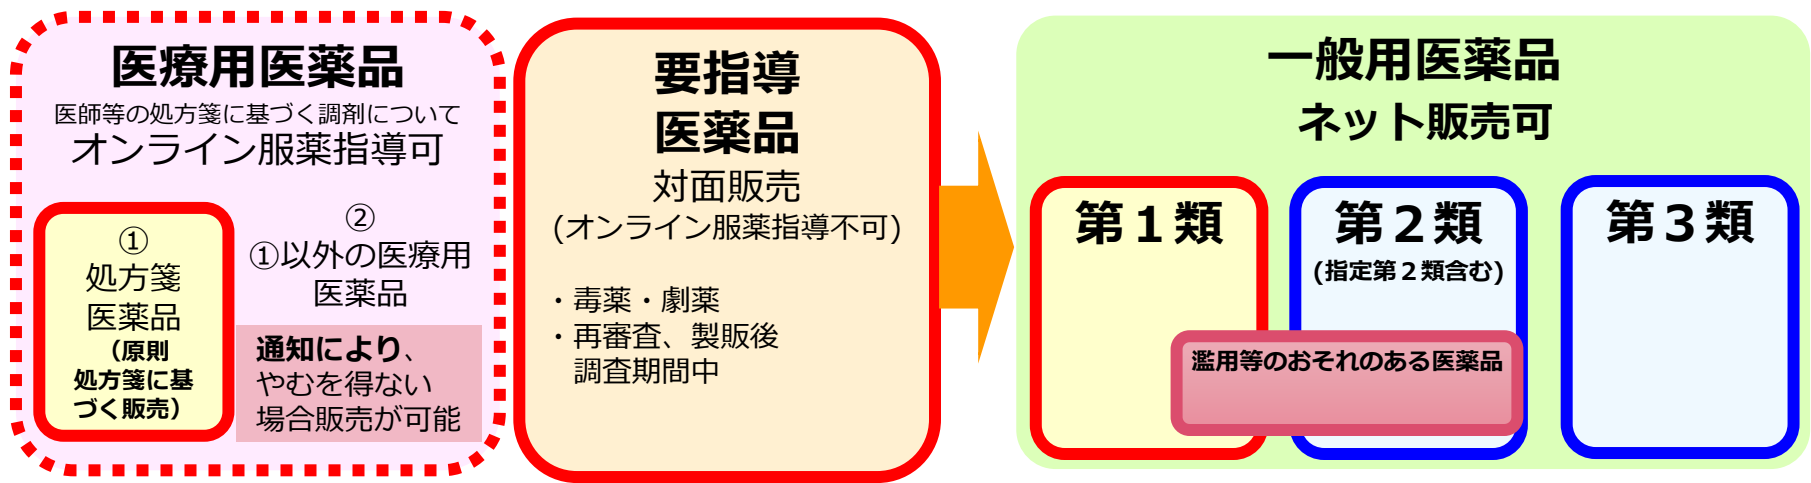 医療用医薬品
医師等の処方箋に基づく調剤について
オンライン服薬指導可
①
処方箋
医薬品
（原則
処方箋に基
づく販売）
②
①以外の医療用
医薬品
通知により、
やむを得ない
場合販売が可能
要指導
医薬品
対面販売
(オンライン服薬指導不可)
・毒薬・劇薬
・再審査、製販後
調査期間中
一般用医薬品
ネット販売可
第１類
第２類
(指定第２類含む)
第３類
濫用等のおそれのある医薬品